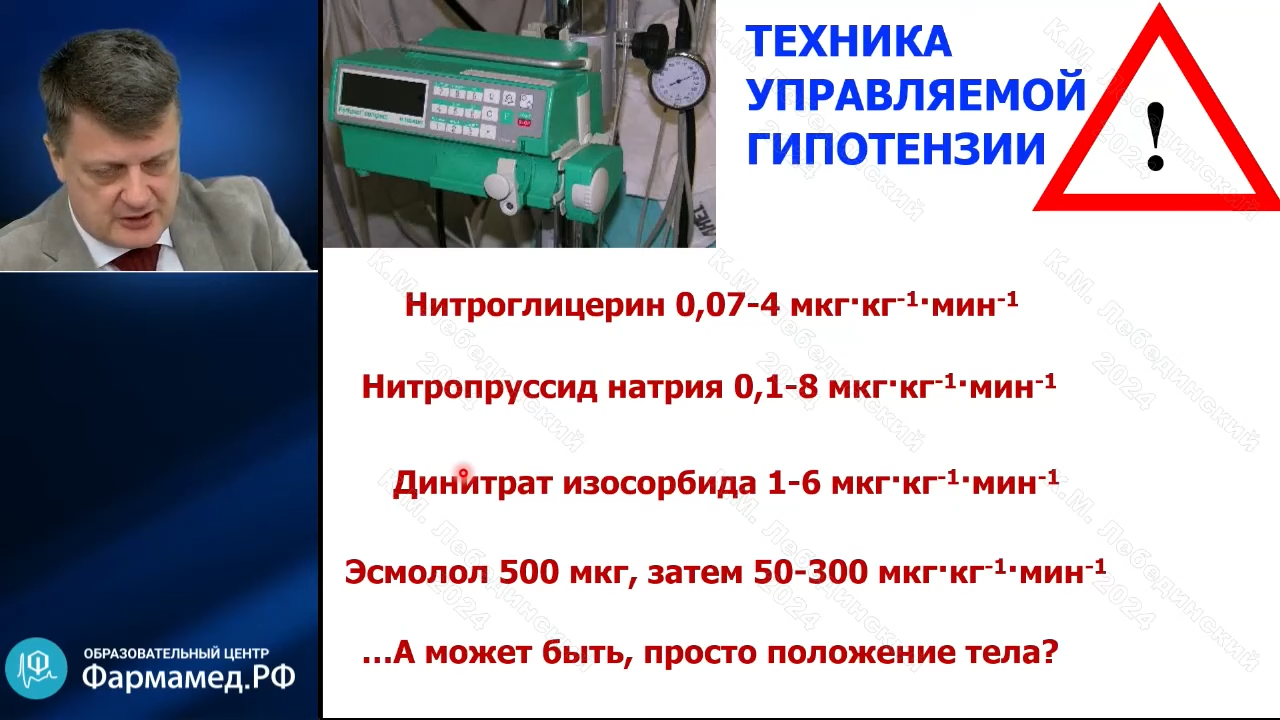 ТЕХНИКА
УПРАВЛЯЕМОЙ
ГИПОТЕНЗИИ
!
Нитроглицерин 0,07-4 мкг·кг⁻¹·мин⁻¹
Нитропруссид натрия 0,1-8 мкг·кг⁻¹·мин⁻¹
Динитрат изосорбида 1-6 мкг·кг⁻¹·мин⁻¹
Эсмолол 500 мкг, затем 50-300 мкг·кг⁻¹·мин⁻¹
...А может быть, просто положение тела?
ОБРАЗОВАТЕЛЬНЫЙ ЦЕНТР
Фармамед.РФ
К.М. Лебединский
2024